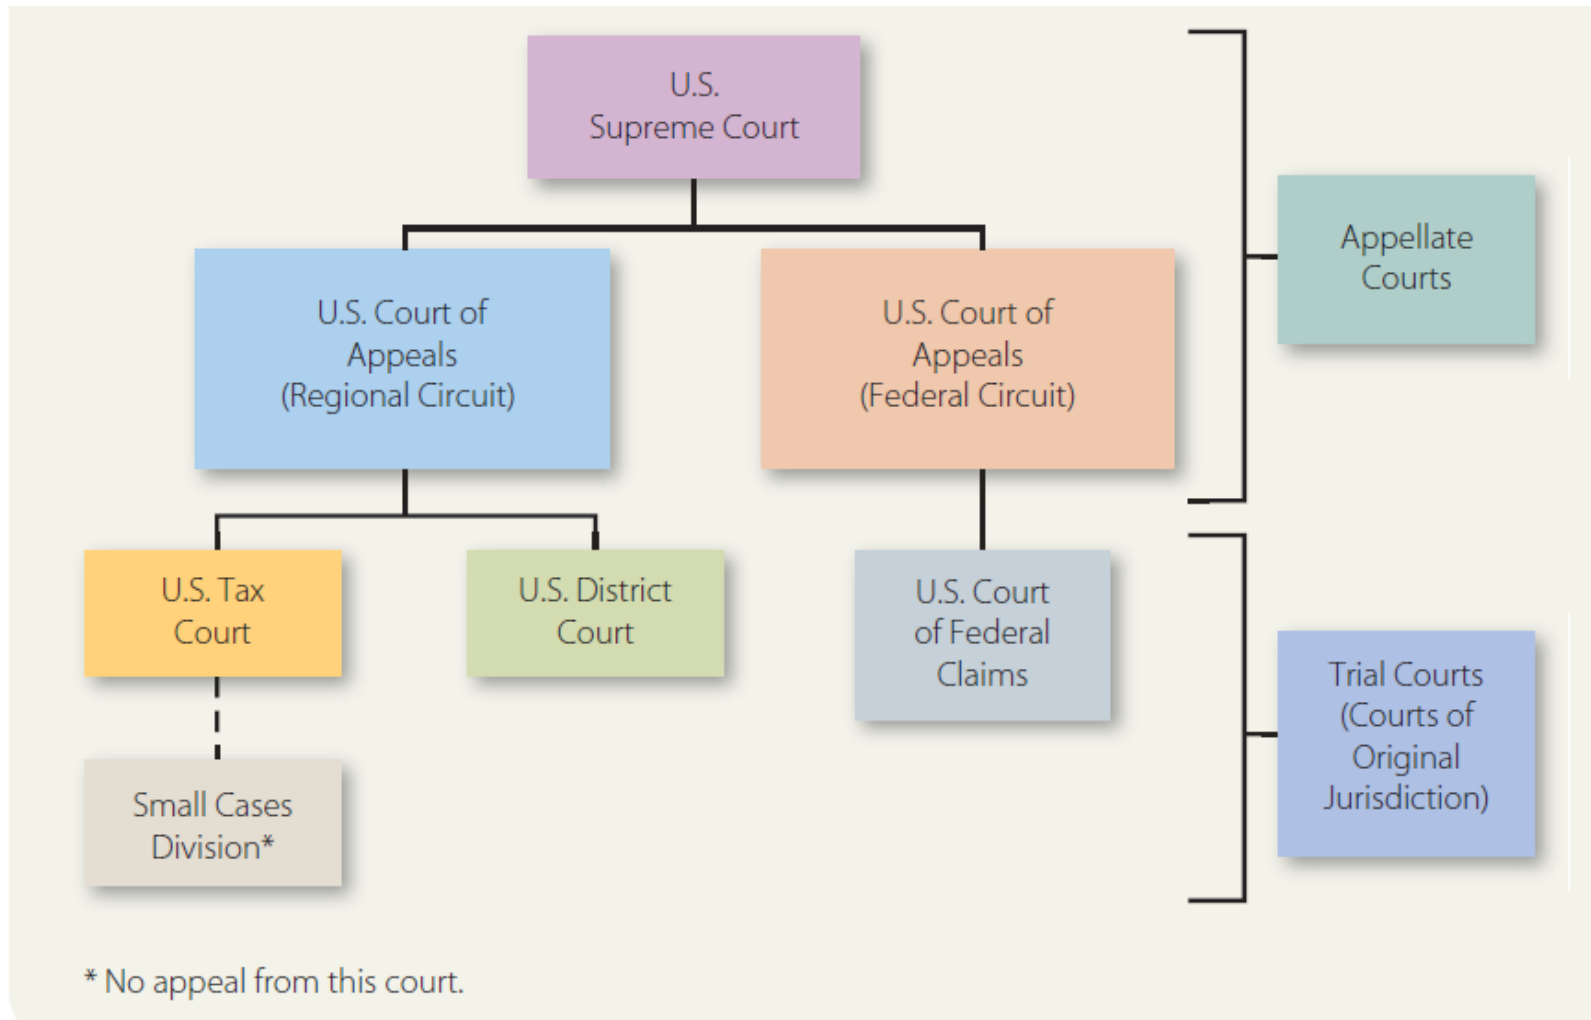 U.S.
Supreme Court
Appellate
Courts
U.S. Court of
Appeals
(Regional Circuit)
U.S. Court of
Appeals
(Federal Circuit)
U.S. Tax
Court
U.S. District
Court
U.S. Court
of Federal
Claims
Trial Courts
(Courts of
Original
Jurisdiction)
Small Cases
Division*
* No appeal from this court.